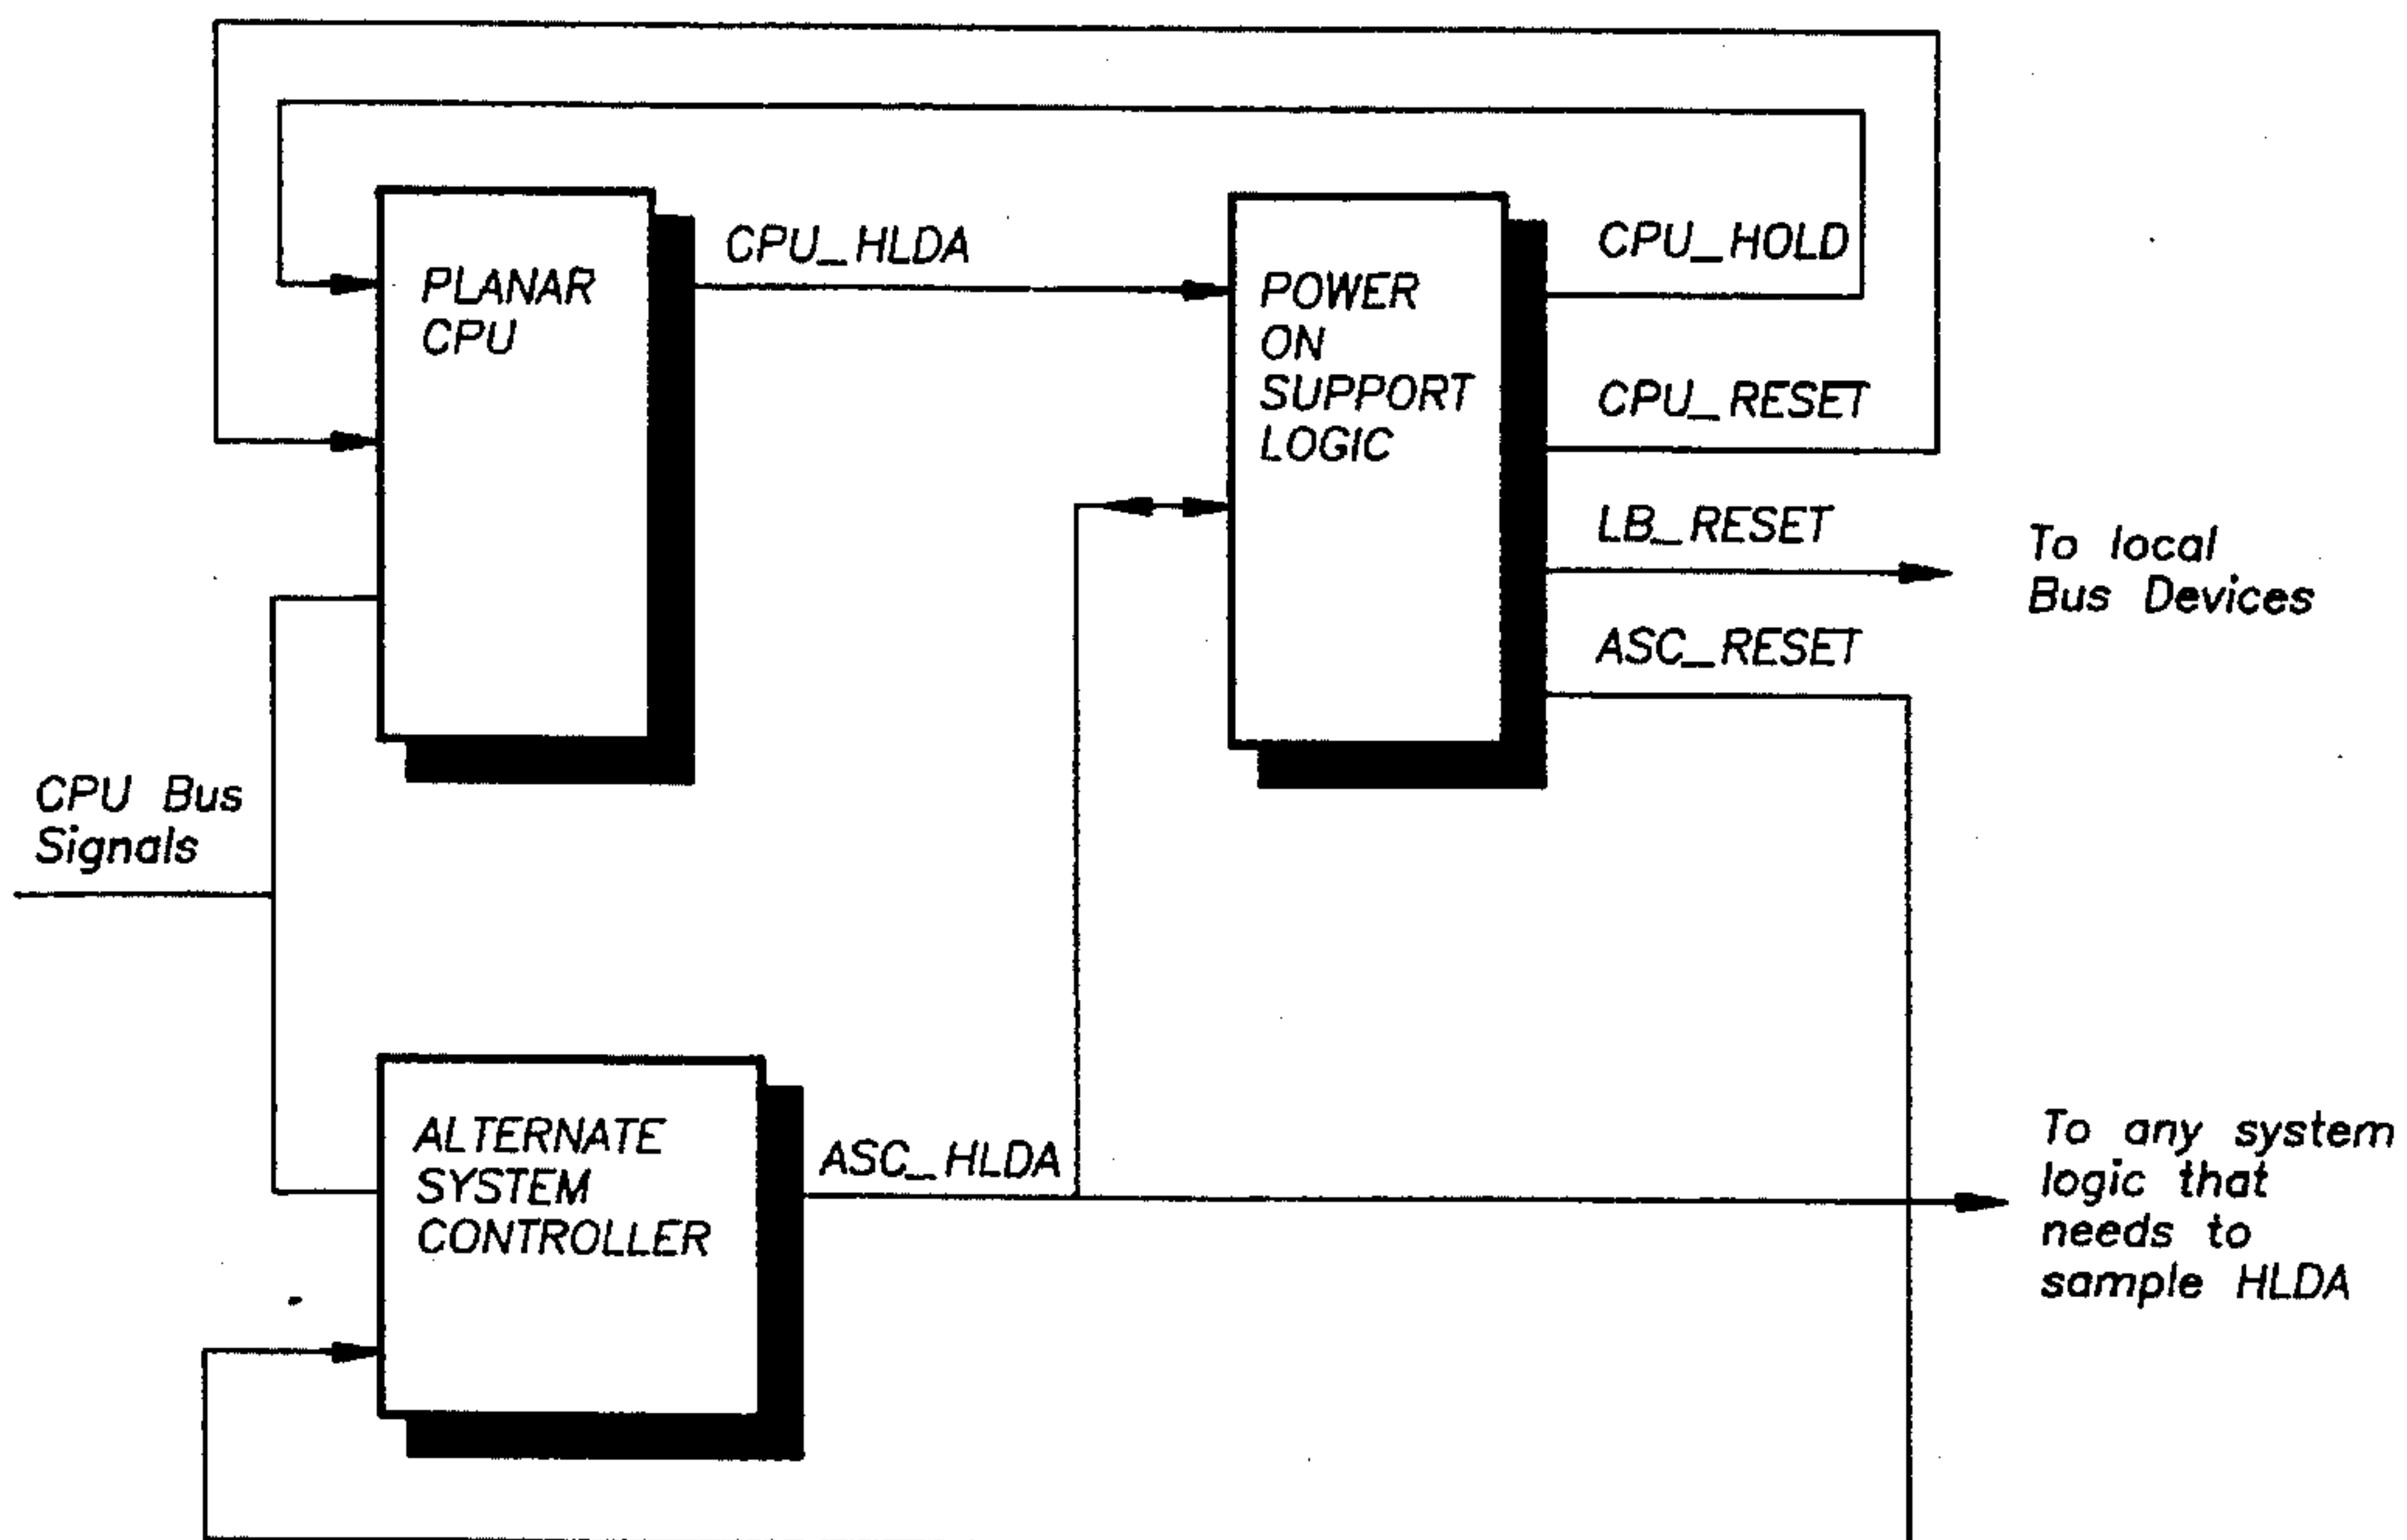 CPU_HLDA
CPU_HOLD
PLANAR
CPU
POWER
ON
SUPPORT
LOGIC
CPU_RESET
LB_RESET
To local
Bus Devices
ASC_RESET
CPU Bus
Signals
ALTERNATE
SYSTEM
CONTROLLER
ASC_HLDA
To any system
logic that
needs to
sample HLDA